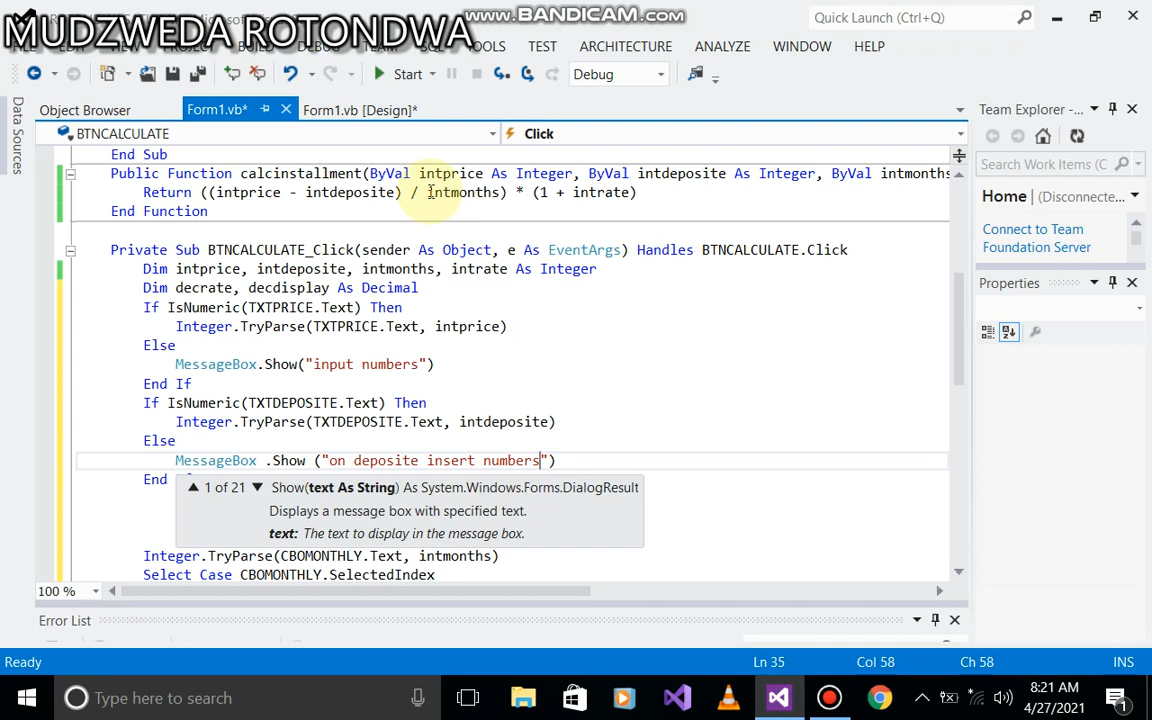 www.BANDICAM.com
MUDZWEDA ROTONDWA
Quick Launch (Ctrl+Q)
TOOLS TEST ARCHITECTURE ANALYZE WINDOW HELP
Start Debug
Data Sources
Object Browser Form1.vb* Form1.vb [Design]*
BTNCALCULATE Click
End Sub
Public Function calcinstallment(ByVal intprice As Integer, ByVal intdeposite As Integer, ByVal intmonths
Return ((intprice - intdeposite) / intmonths) * (1 + intrate)
End Function
Private Sub BTNCALCULATE_Click(sender As Object, e As EventArgs) Handles BTNCALCULATE.Click
Dim intprice, intdeposite, intmonths, intrate As Integer
Dim decrate, decdisplay As Decimal
If IsNumeric(TXTPRICE.Text) Then
Integer.TryParse(TXTPRICE.Text, intprice)
Else
MessageBox.Show("input numbers")
End If
If IsNumeric(TXTDEPOSITE.Text) Then
Integer.TryParse(TXTDEPOSITE.Text, intdeposite)
Else
MessageBox .Show ("on deposite insert numbers")
End
1 of 21 Show(text As String) As System.Windows.Forms.DialogResult
Displays a message box with specified text.
text: The text to display in the message box.
Integer.TryParse(CBOMONTHLY.Text, intmonths)
Select Case CBOMONTHLY.SelectedIndex
100 %
Error List
Team Explorer -...
Search Work Items (C
Home (Disconnecte...
Connect to Team
Foundation Server
Properties
Ready Ln 35 Col 58 Ch 58 INS
Type here to search
8:21 AM
4/27/2021
1